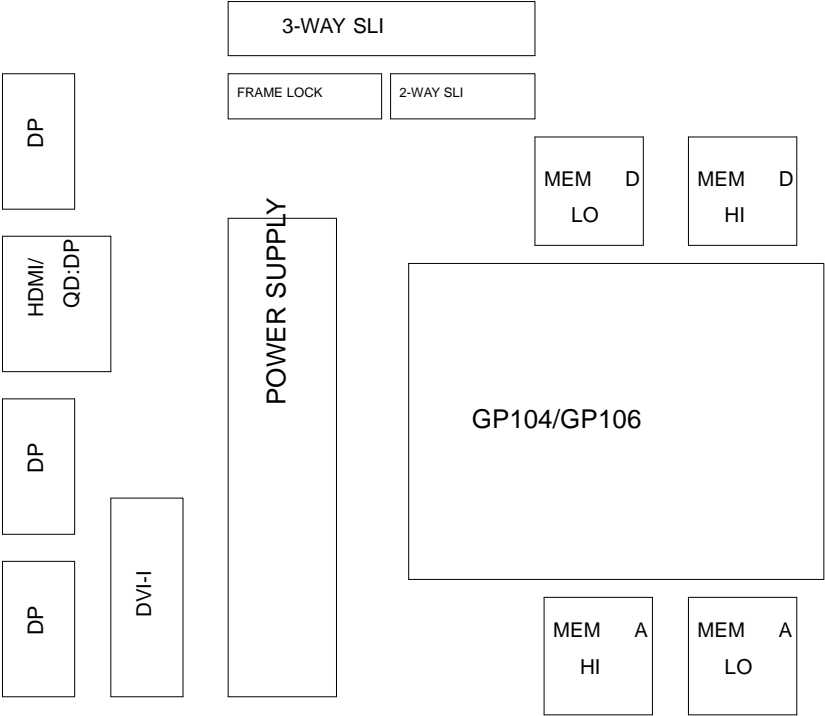 3-WAY SLI
FRAME LOCK
2-WAY SLI
DP
MEM D
LO
MEM D
HI
HDMI/
QD:DP
POWER SUPPLY
GP104/GP106
DP
DVI-I
DP
MEM A
HI
MEM A
LO